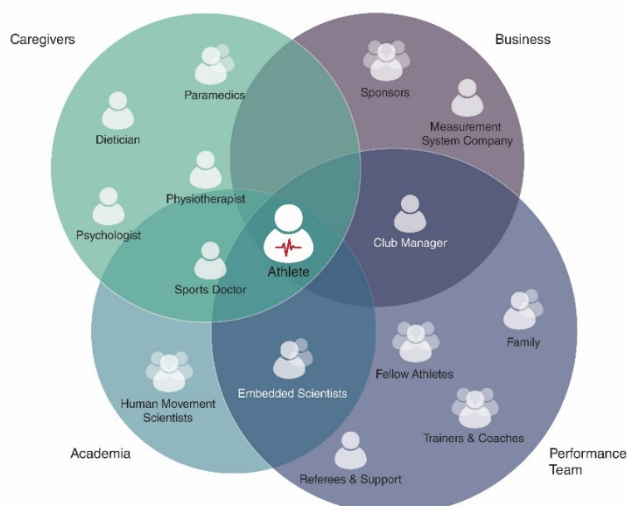 Caregivers
Business
Paramedics
Sponsors
Dietician
Measurement
System Company
Physiotherapist
Psychologist
Club Manager
Athlete
Sports Doctor
Family
Fellow Athletes
Embedded Scientists
Human Movement
Scientists
Trainers & Coaches
Academia
Performance
Team
Referees & Support